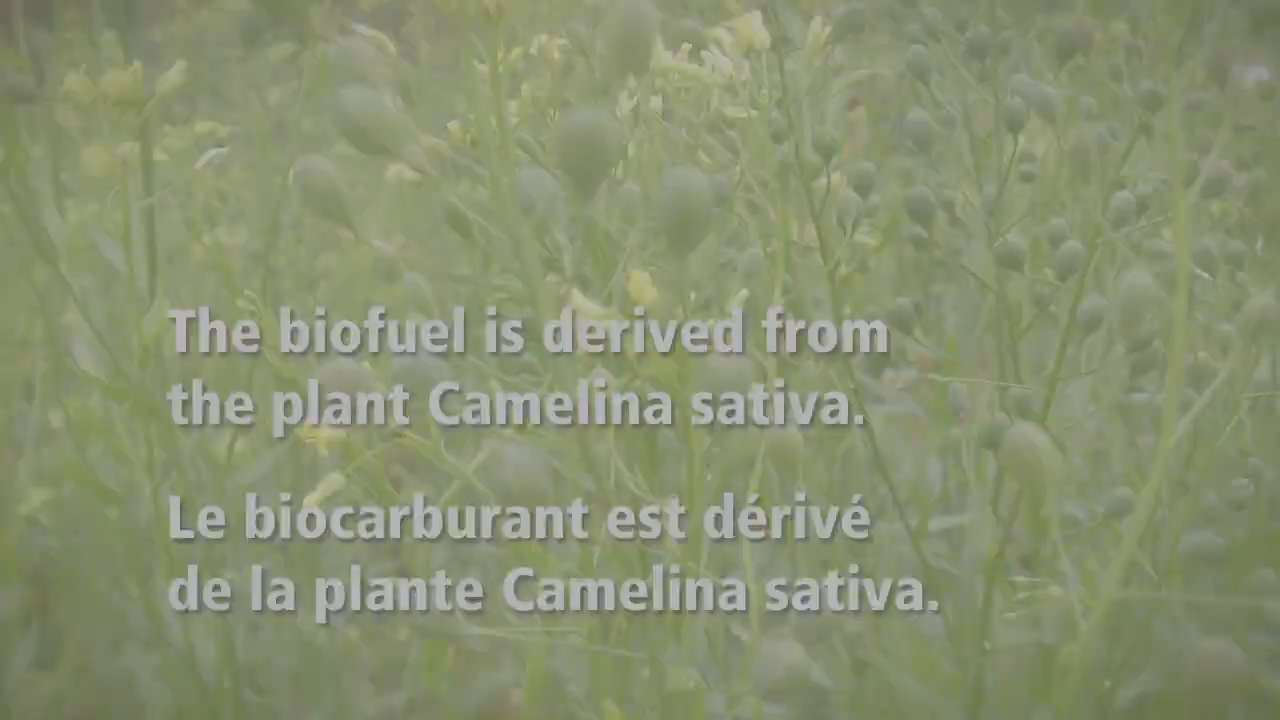 The biofuel is derived from
the plant Camelina sativa.
Le biocarburant est dérivé
de la plante Camelina sativa.